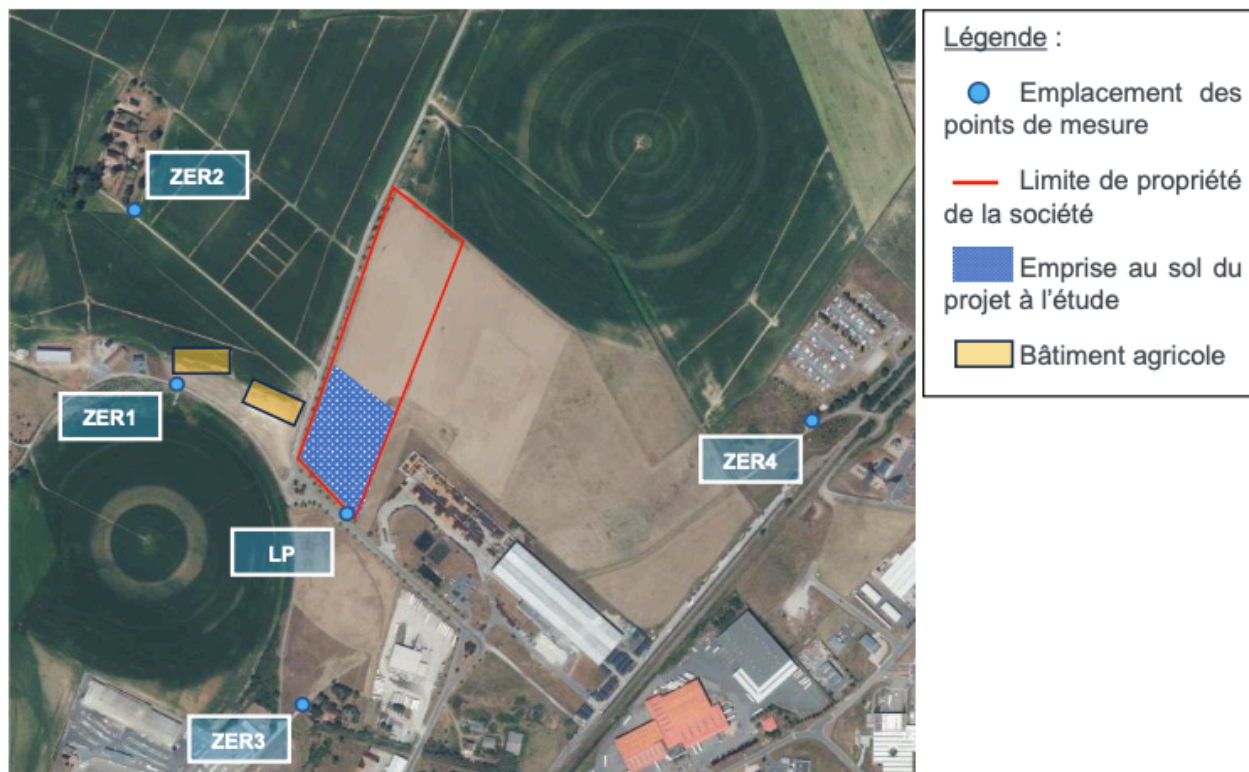 Légende :
Emplacement des
points de mesure
Limite de propriété
de la société
Emprise au sol du
projet à l'étude
Bâtiment agricole
ZER2
ZER1
ZER4
LP
ZER3